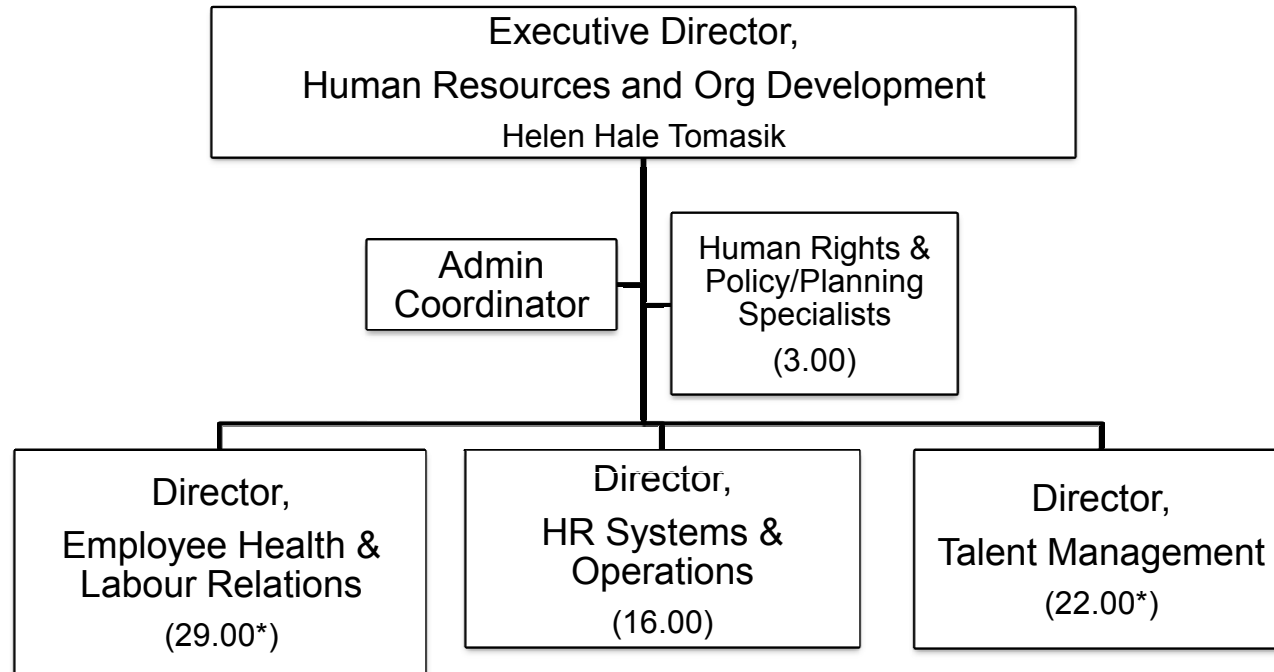 Executive Director,
Human Resources and Org Development
Helen Hale Tomasik
Admin
Coordinator
Human Rights &
Policy/Planning
Specialists
(3.00)
Director,
Employee Health &
Labour Relations
(29.00*)
Director,
HR Systems &
Operations
(16.00)
Director,
Talent Management
(22.00*)